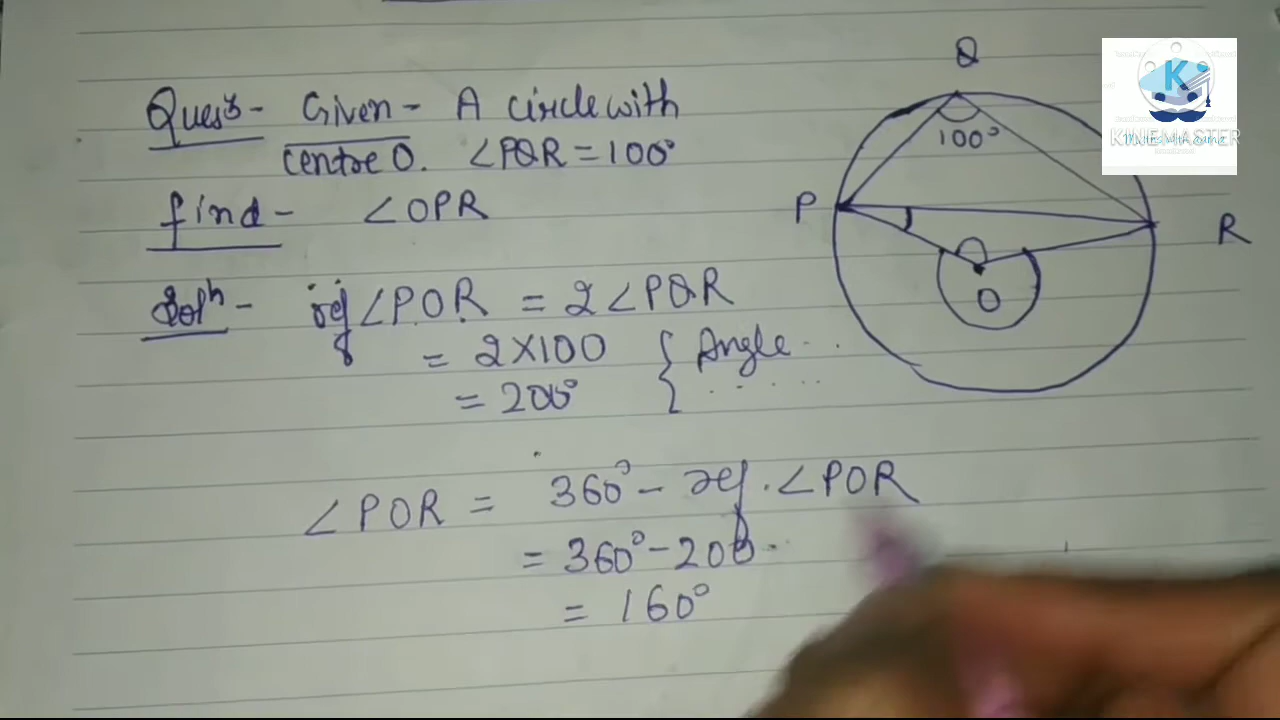 Ques 3- Given - A circle with
centre O. ∠PQR = 100°
find - ∠OPR
Solⁿ - ref ∠POR = 2∠PQR
= 2×100 { Angle ..
= 200° .....
∠POR = 360° - ref. ∠POR
= 360° - 200
= 160°
Q
100°
P
R
O
K
KINEMASTER